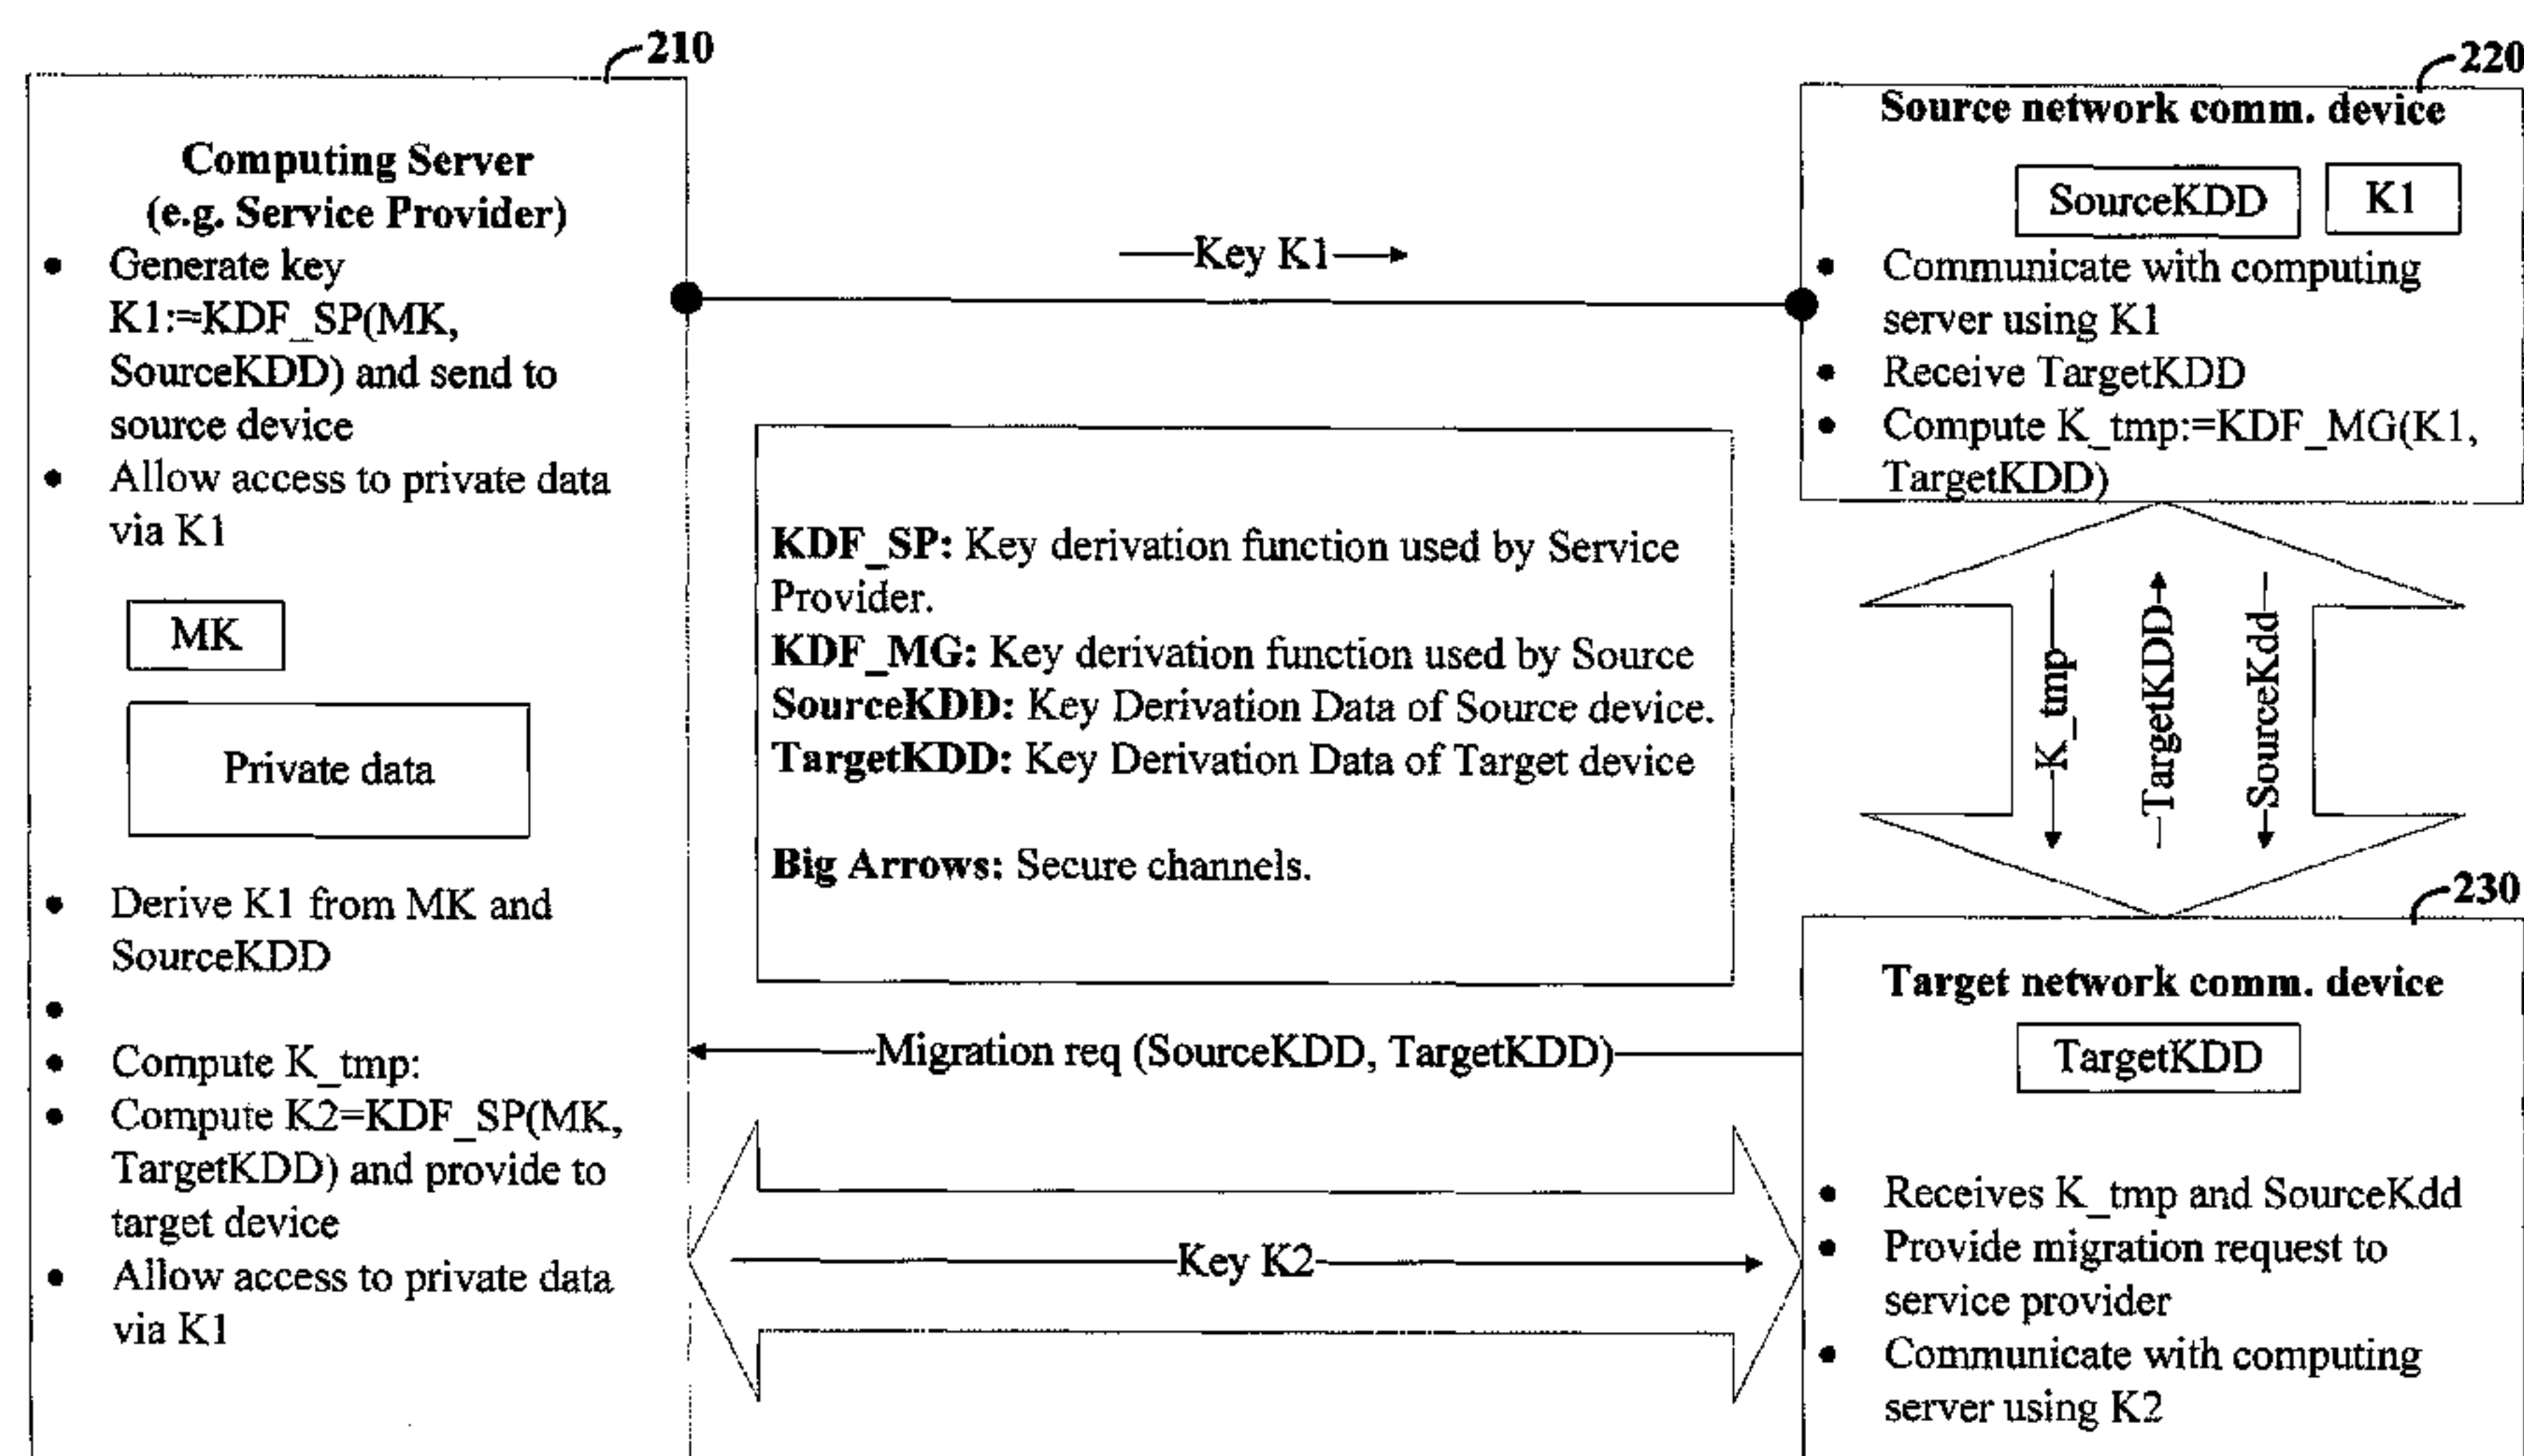 210
Computing Server
(e.g. Service Provider)
• Generate key
K1:=KDF_SP(MK,
SourceKDD) and send to
source device
• Allow access to private data
via K1
MK
Private data
• Derive K1 from MK and
SourceKDD
•
• Compute K_tmp:
• Compute K2=KDF_SP(MK,
TargetKDD) and provide to
target device
• Allow access to private data
via K1
Key K1
KDF_SP: Key derivation function used by Service
Provider.
KDF_MG: Key derivation function used by Source
SourceKDD: Key Derivation Data of Source device.
TargetKDD: Key Derivation Data of Target device
Big Arrows: Secure channels.
Migration req (SourceKDD, TargetKDD)
Key K2
220
Source network comm. device
SourceKDD
K1
• Communicate with computing
server using K1
• Receive TargetKDD
• Compute K_tmp:=KDF_MG(K1,
TargetKDD)
K_tmp
TargetKDD
SourceKdd
230
Target network comm. device
TargetKDD
• Receives K_tmp and SourceKdd
• Provide migration request to
service provider
• Communicate with computing
server using K2